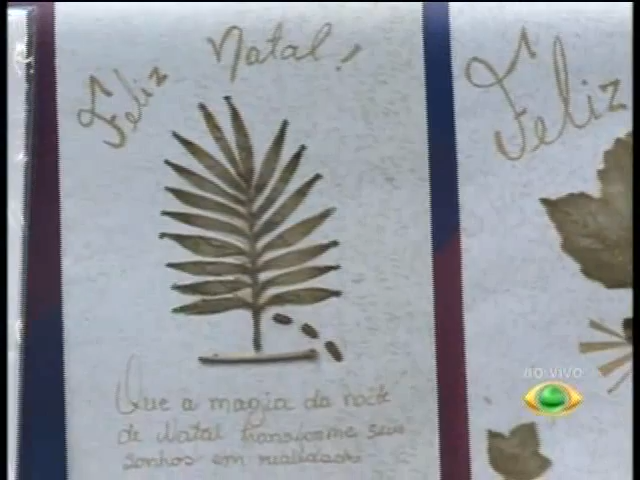 Feliz Natal!
Que a magia da noite
de Natal transforme seus
sonhos em realidade
Feliz
AO VIVO